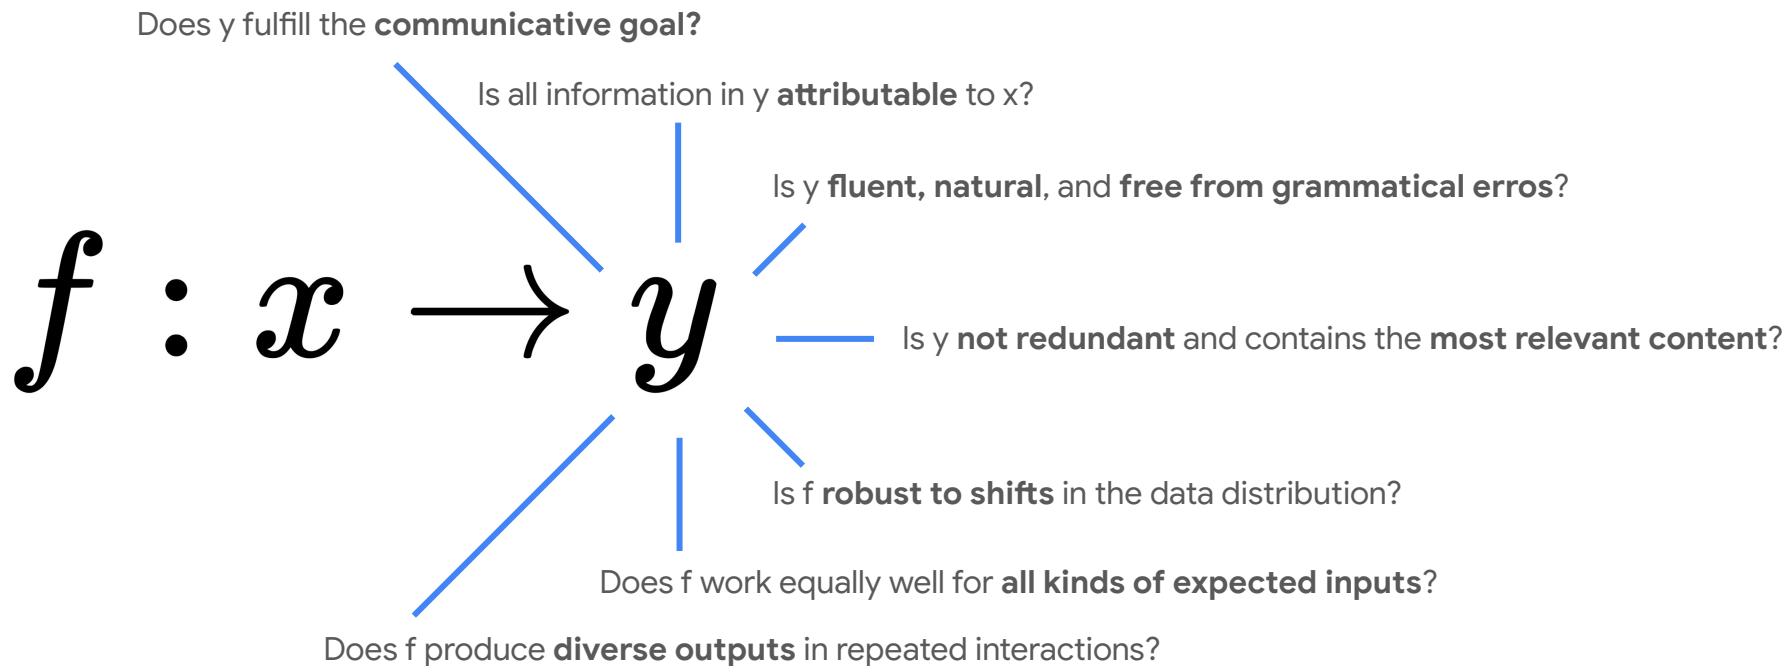 Does y fulfill the communicative goal?
Is all information in y attributable to x?
Is y fluent, natural, and free from grammatical erros?
f : x → y
Is y not redundant and contains the most relevant content?
Is f robust to shifts in the data distribution?
Does f work equally well for all kinds of expected inputs?
Does f produce diverse outputs in repeated interactions?